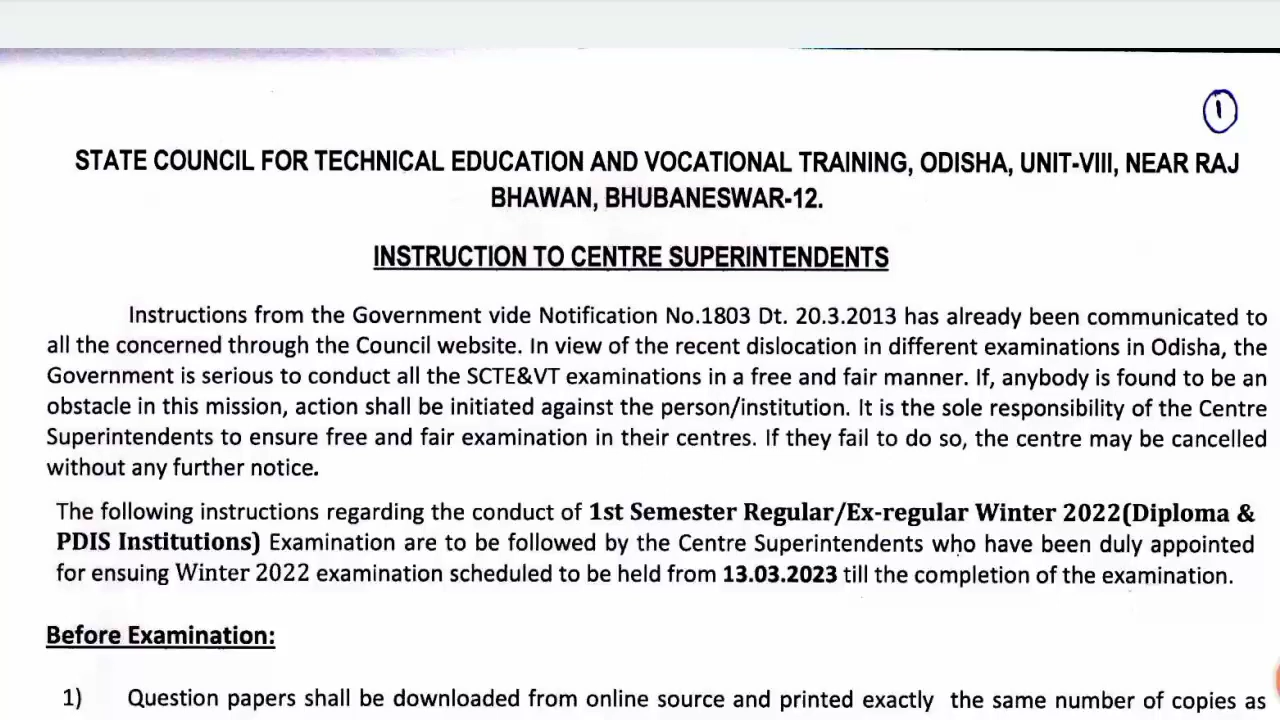 1
STATE COUNCIL FOR TECHNICAL EDUCATION AND VOCATIONAL TRAINING, ODISHA, UNIT-VIII, NEAR RAJ
BHAWAN, BHUBANESWAR-12.
INSTRUCTION TO CENTRE SUPERINTENDENTS
Instructions from the Government vide Notification No.1803 Dt. 20.3.2013 has already been communicated to
all the concerned through the Council website. In view of the recent dislocation in different examinations in Odisha, the
Government is serious to conduct all the SCTE&VT examinations in a free and fair manner. If, anybody is found to be an
obstacle in this mission, action shall be initiated against the person/institution. It is the sole responsibility of the Centre
Superintendents to ensure free and fair examination in their centres. If they fail to do so, the centre may be cancelled
without any further notice.
The following instructions regarding the conduct of 1st Semester Regular/Ex-regular Winter 2022(Diploma &
PDIS Institutions) Examination are to be followed by the Centre Superintendents who have been duly appointed
for ensuing Winter 2022 examination scheduled to be held from 13.03.2023 till the completion of the examination.
Before Examination:
1) Question papers shall be downloaded from online source and printed exactly the same number of copies as